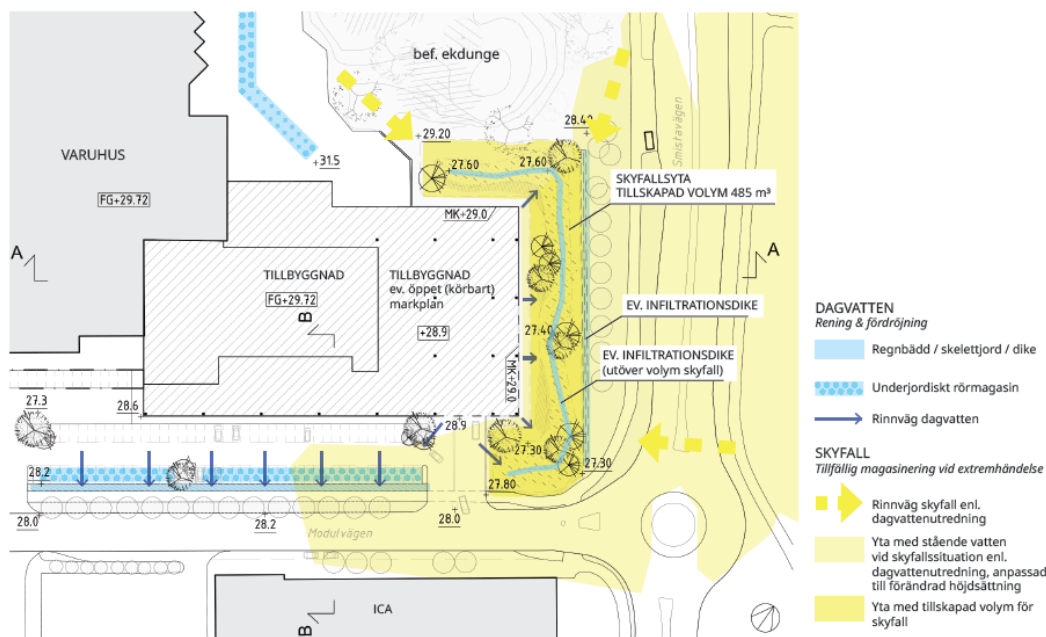 bef. ekdunge
28.40
Smistavägen
+29.20
VARUHUS
+31.5
27.60
27.60
SKYFALLSYTA
TILLSKAPAD VOLYM 485 m³
FG+29.72
MK+29.0
A
A
TILLBYGGNAD
TILLBYGGNAD
ev. öppet (körbart)
markplan
FG+29.72
EV. INFILTRATIONSDIKE
B
+28.9
27.40
EV. INFILTRATIONSDIKE
(utöver volym skyfall)
MK+29.0
27.3
28.6
28.9
27.30
27.30
28.2
27.80
28.0
28.2
28.0
Modulvägen
ICA
B
DAGVATTEN
Rening & fördröjning
Regnbädd / skelettjord / dike
Underjordiskt rörmagasin
Rinnväg dagvatten
SKYFALL
Tillfällig magasinering vid extremhändelse
Rinnväg skyfall enl.
dagvattenutredning
Yta med stående vatten
vid skyfallssituation enl.
dagvattenutredning, anpassad
till förändrad höjdsättning
Yta med tillskapad volym för
skyfall